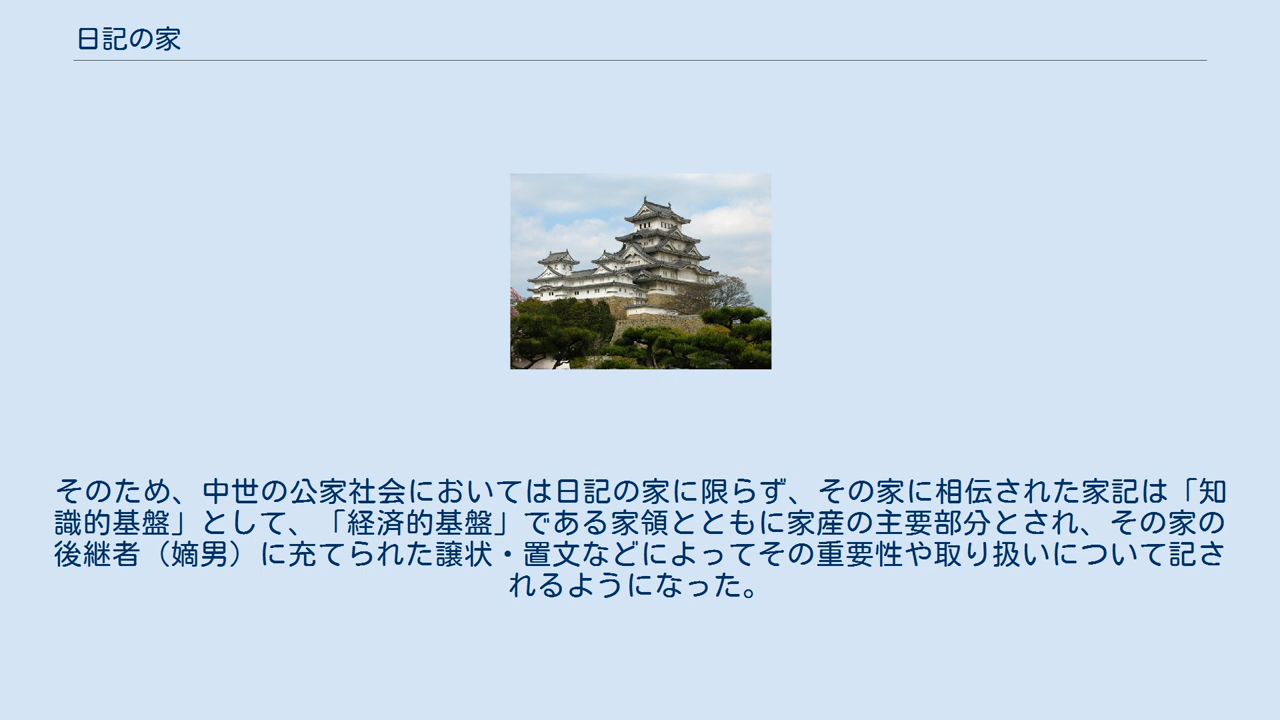 日記の家
そのため、中世の公家社会においては日記の家に限らず、その家に相伝された家記は「知
識的基盤」として、「経済的基盤」である家領とともに家産の主要部分とされ、その家の
後継者（嫡男）に充てられた譲状・置文などによってその重要性や取り扱いについて記さ
れるようになった。